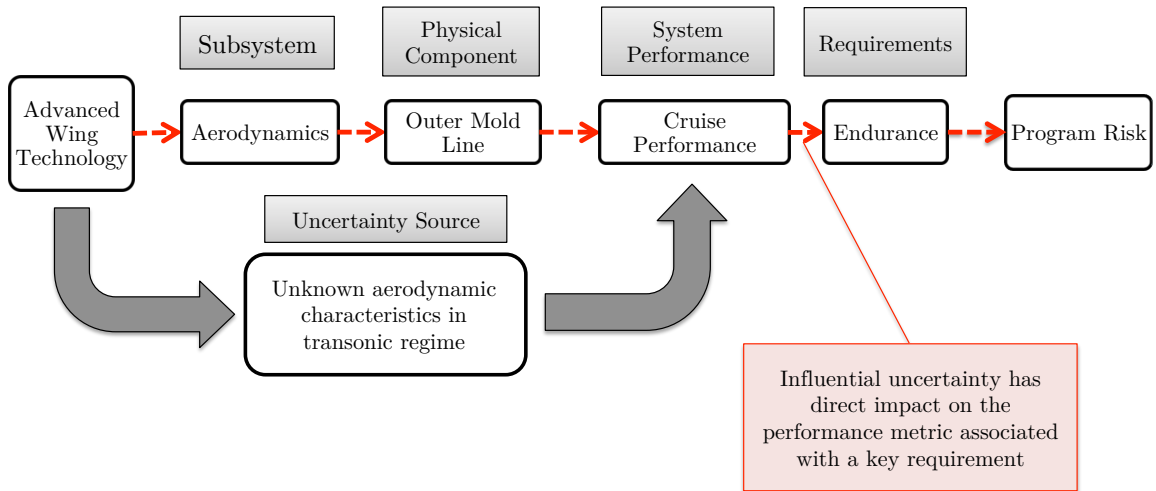 Subsystem
Physical
Component
System
Performance
Requirements
Advanced
Wing
Technology
Aerodynamics
Outer Mold
Line
Cruise
Performance
Endurance
Program Risk
Uncertainty Source
Unknown aerodynamic
characteristics in
transonic regime
Influential uncertainty has
direct impact on the
performance metric associated
with a key requirement